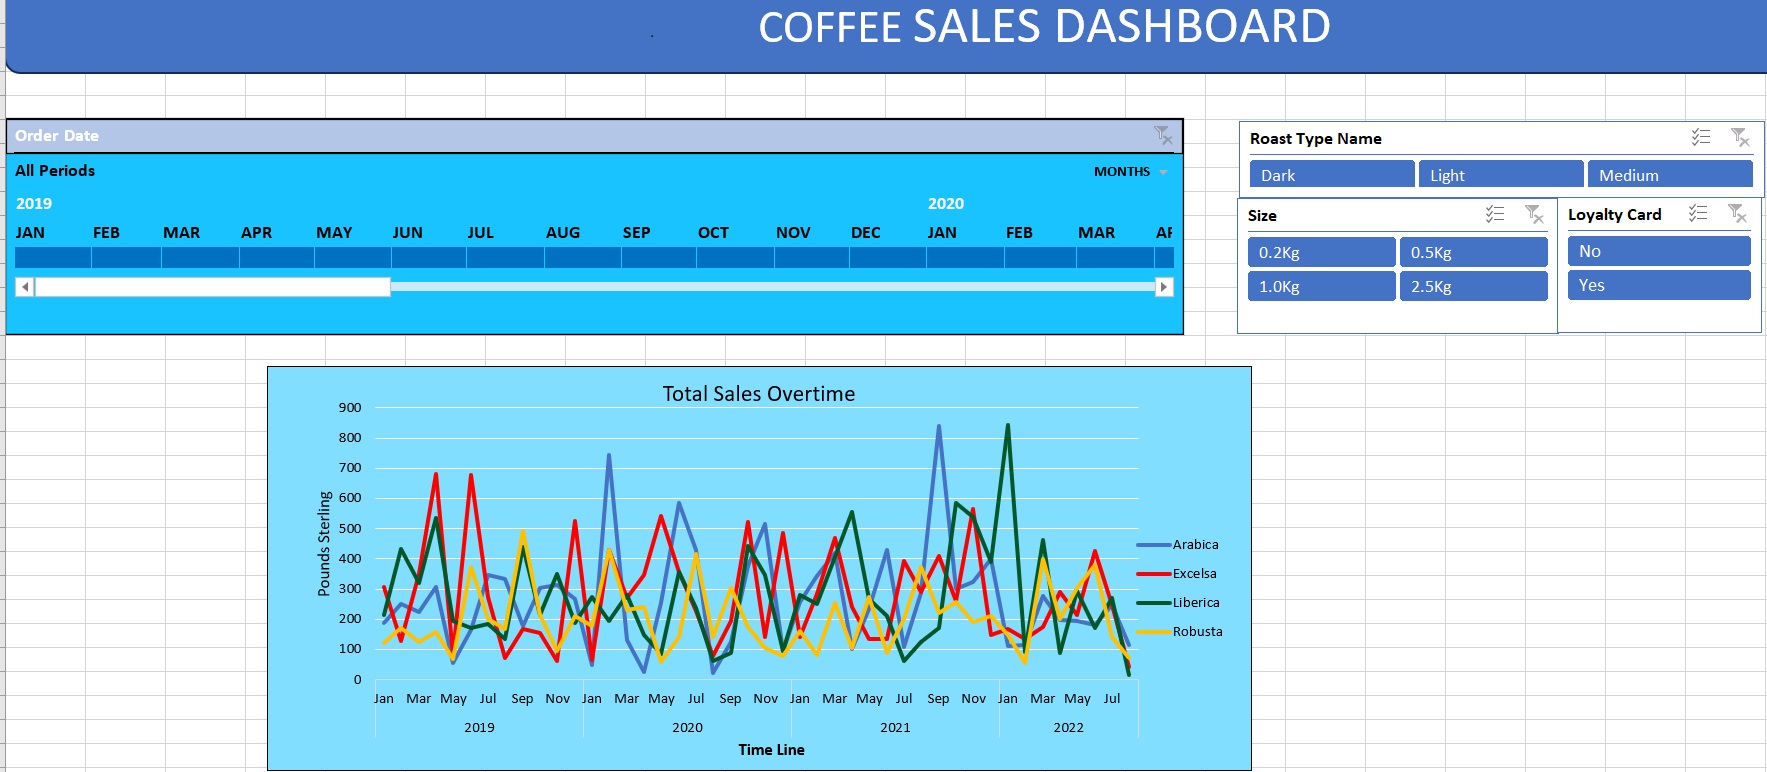 COFFEE SALES DASHBOARD
Order Date
All Periods MONTHS
2019 2020
JAN FEB MAR APR MAY JUN JUL AUG SEP OCT NOV DEC JAN FEB MAR
Roast Type Name
Dark Light Medium
Size
0.2Kg 0.5Kg
1.0Kg 2.5Kg
Loyalty Card
No
Yes
Total Sales Overtime
900
800
700
600
500
400
300
200
100
0
Pounds Sterling
Arabica
Excelsa
Liberica
Robusta
Jan Mar May Jul Sep Nov Jan Mar May Jul Sep Nov Jan Mar May Jul Sep Nov Jan Mar May Jul
2019 2020 2021 2022
Time Line